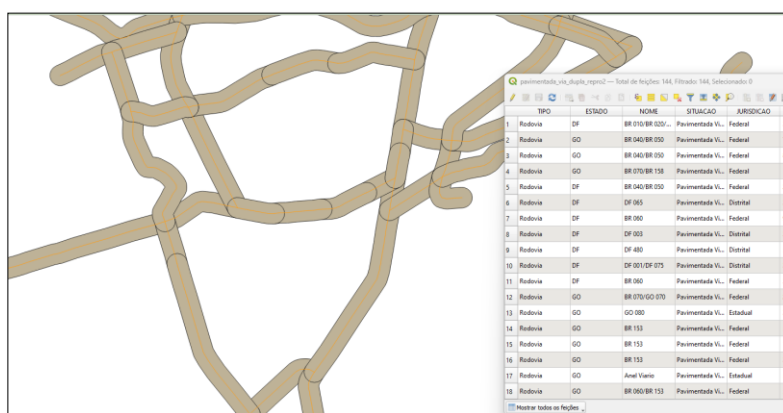 pavimentada_via_dupla_repro2 — Total de feições: 144, Filtrado: 144, Selecionado: 0
TIPO ESTADO NOME SITUACAO JURISDICAO
1 Rodovia DF BR 010/BR 020/... Pavimentada Vi... Federal
2 Rodovia GO BR 040/BR 050 Pavimentada Vi... Federal
3 Rodovia GO BR 040/BR 050 Pavimentada Vi... Federal
4 Rodovia GO BR 070/BR 158 Pavimentada Vi... Federal
5 Rodovia DF BR 040/BR 050 Pavimentada Vi... Federal
6 Rodovia DF DF 065 Pavimentada Vi... Distrital
7 Rodovia DF BR 060 Pavimentada Vi... Federal
8 Rodovia DF DF 003 Pavimentada Vi... Distrital
9 Rodovia DF DF 480 Pavimentada Vi... Distrital
10 Rodovia DF DF 001/DF 075 Pavimentada Vi... Distrital
11 Rodovia DF BR 060 Pavimentada Vi... Federal
12 Rodovia GO BR 070/GO 070 Pavimentada Vi... Federal
13 Rodovia GO GO 080 Pavimentada Vi... Estadual
14 Rodovia GO BR 153 Pavimentada Vi... Federal
15 Rodovia GO BR 153 Pavimentada Vi... Federal
16 Rodovia GO BR 153 Pavimentada Vi... Federal
17 Rodovia GO Anel Viario Pavimentada Vi... Estadual
18 Rodovia GO BR 060/BR 153 Pavimentada Vi... Federal
Mostrar todos as feições